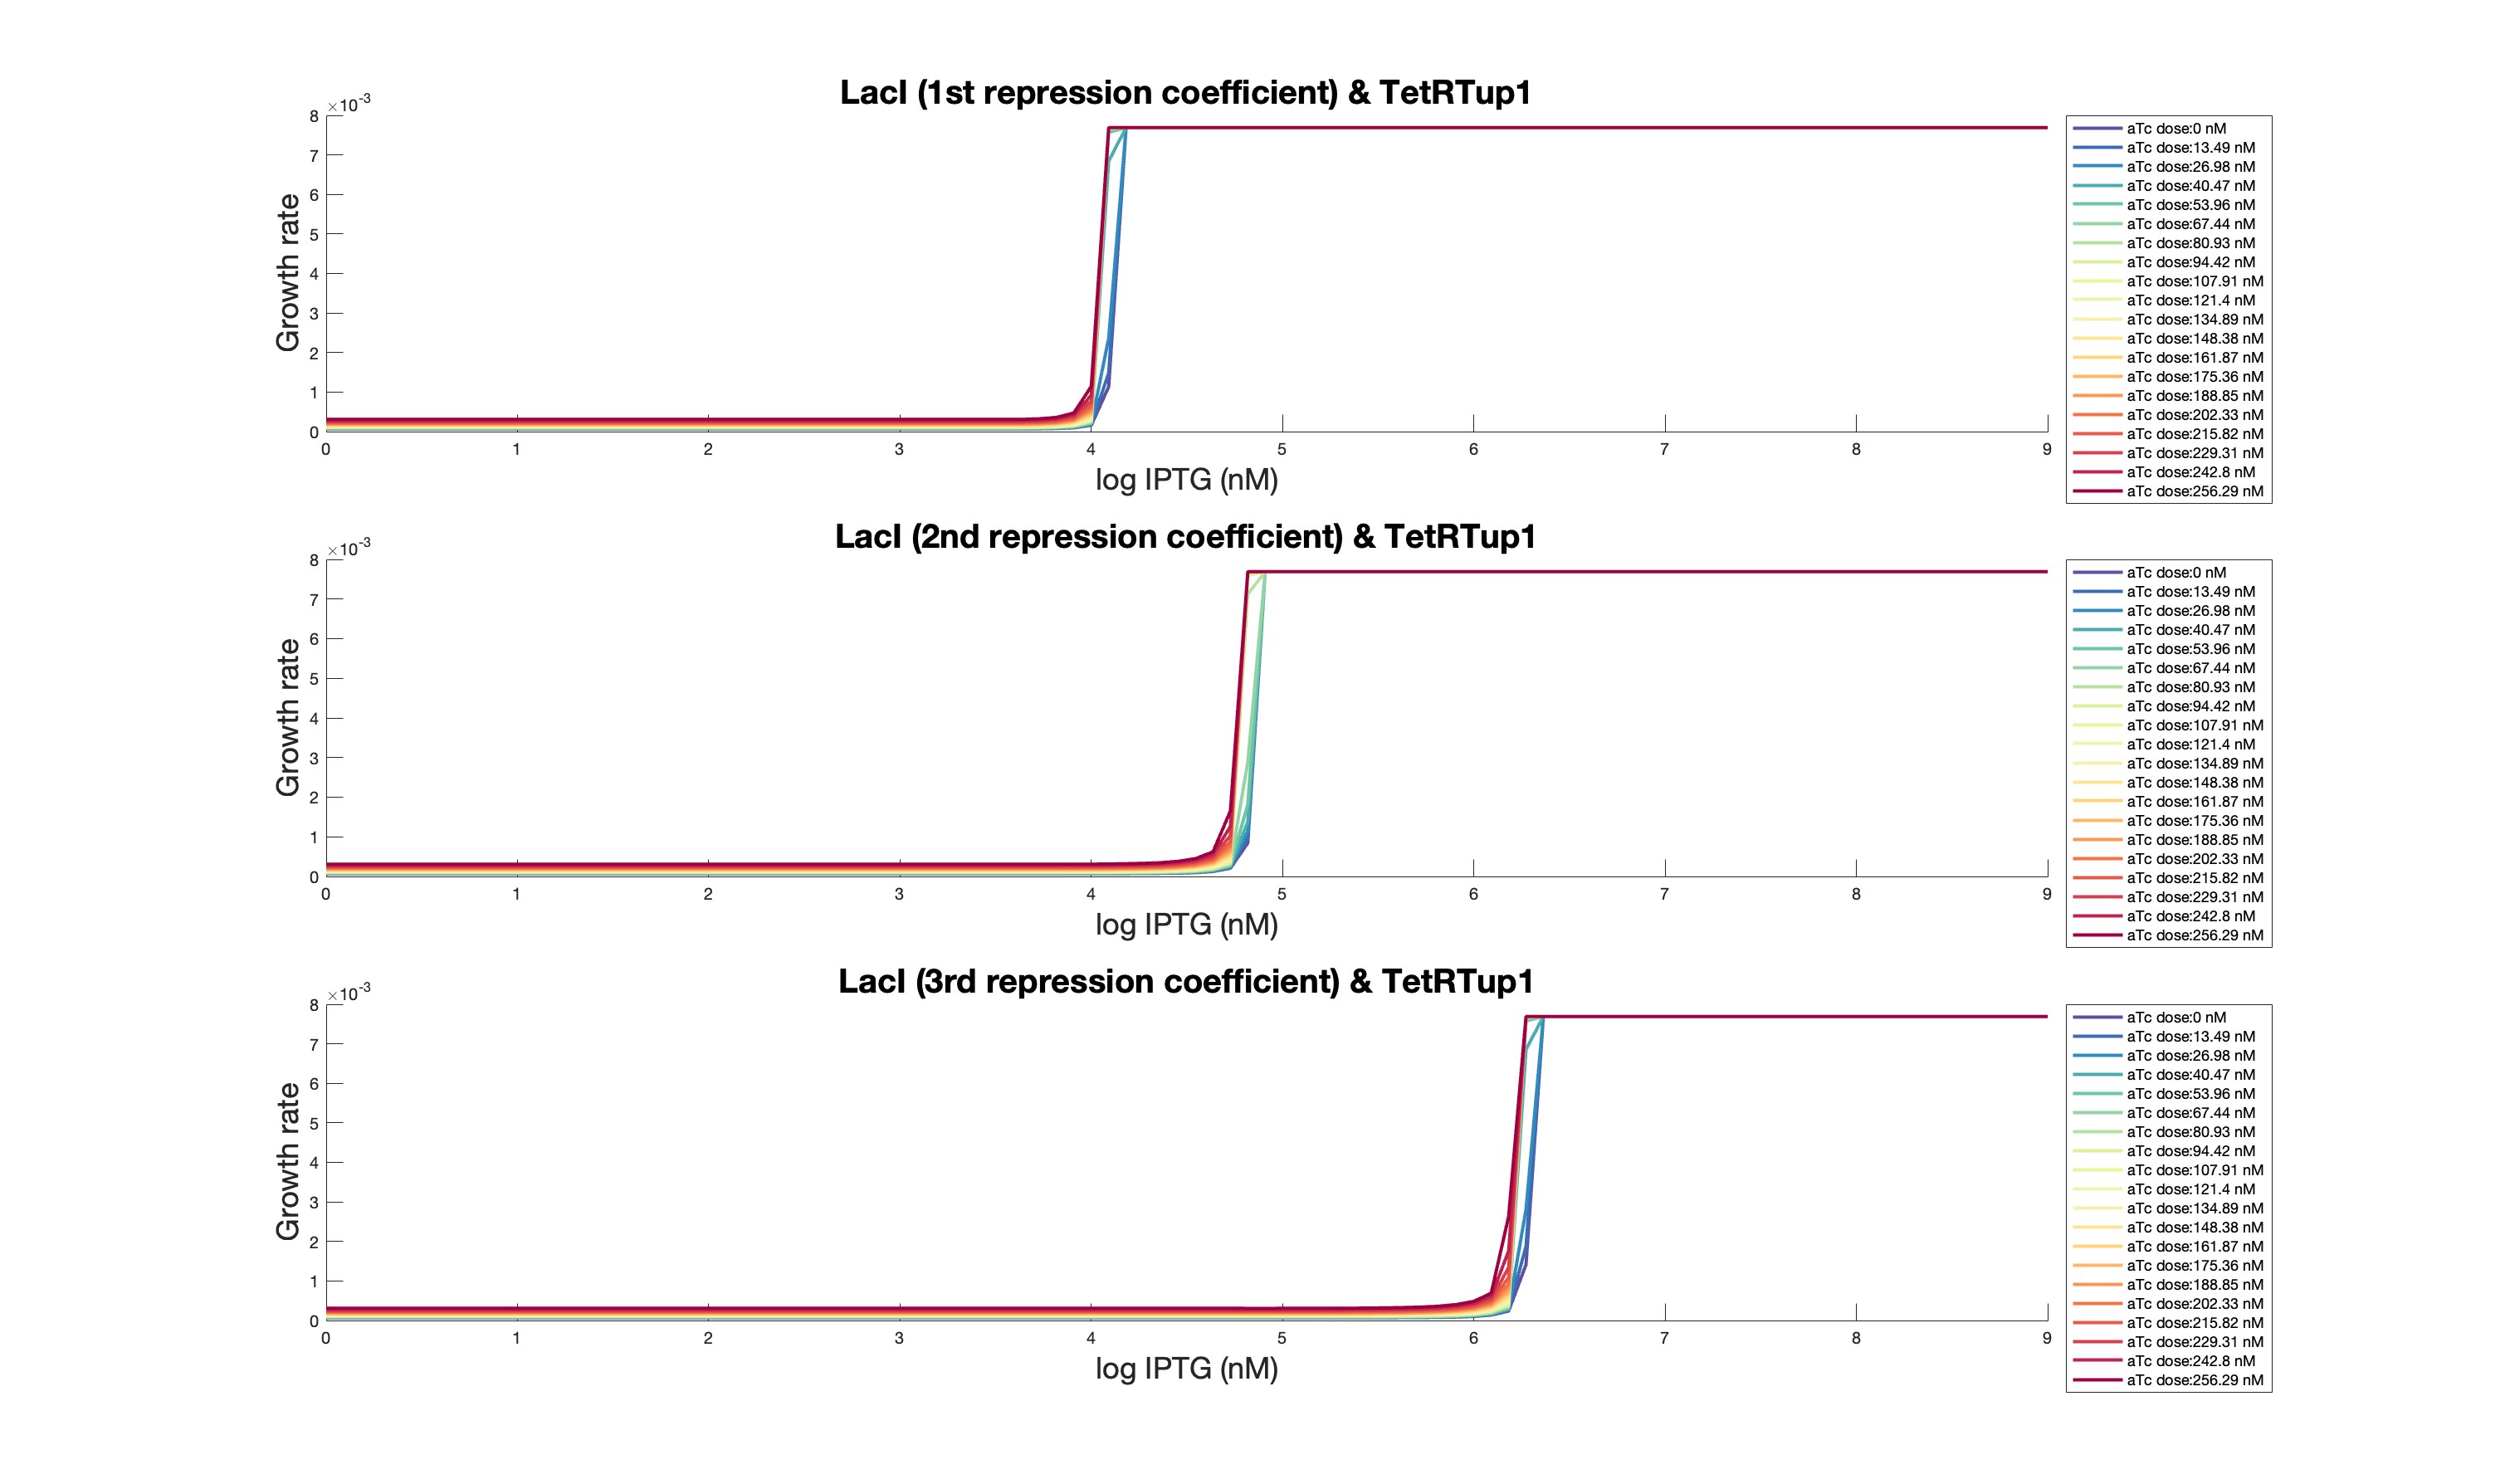 LacI (1st repression coefficient) & TetRTup1
×10-3
8
7
6
5
4
3
2
1
0
Growth rate
0 1 2 3 4 5 6 7 8 9
log IPTG (nM)
aTc dose:0 nM
aTc dose:13.49 nM
aTc dose:26.98 nM
aTc dose:40.47 nM
aTc dose:53.96 nM
aTc dose:67.44 nM
aTc dose:80.93 nM
aTc dose:94.42 nM
aTc dose:107.91 nM
aTc dose:121.4 nM
aTc dose:134.89 nM
aTc dose:148.38 nM
aTc dose:161.87 nM
aTc dose:175.36 nM
aTc dose:188.85 nM
aTc dose:202.33 nM
aTc dose:215.82 nM
aTc dose:229.31 nM
aTc dose:242.8 nM
aTc dose:256.29 nM
LacI (2nd repression coefficient) & TetRTup1
×10-3
8
7
6
5
4
3
2
1
0
Growth rate
0 1 2 3 4 5 6 7 8 9
log IPTG (nM)
aTc dose:0 nM
aTc dose:13.49 nM
aTc dose:26.98 nM
aTc dose:40.47 nM
aTc dose:53.96 nM
aTc dose:67.44 nM
aTc dose:80.93 nM
aTc dose:94.42 nM
aTc dose:107.91 nM
aTc dose:121.4 nM
aTc dose:134.89 nM
aTc dose:148.38 nM
aTc dose:161.87 nM
aTc dose:175.36 nM
aTc dose:188.85 nM
aTc dose:202.33 nM
aTc dose:215.82 nM
aTc dose:229.31 nM
aTc dose:242.8 nM
aTc dose:256.29 nM
LacI (3rd repression coefficient) & TetRTup1
×10-3
8
7
6
5
4
3
2
1
0
Growth rate
0 1 2 3 4 5 6 7 8 9
log IPTG (nM)
aTc dose:0 nM
aTc dose:13.49 nM
aTc dose:26.98 nM
aTc dose:40.47 nM
aTc dose:53.96 nM
aTc dose:67.44 nM
aTc dose:80.93 nM
aTc dose:94.42 nM
aTc dose:107.91 nM
aTc dose:121.4 nM
aTc dose:134.89 nM
aTc dose:148.38 nM
aTc dose:161.87 nM
aTc dose:175.36 nM
aTc dose:188.85 nM
aTc dose:202.33 nM
aTc dose:215.82 nM
aTc dose:229.31 nM
aTc dose:242.8 nM
aTc dose:256.29 nM